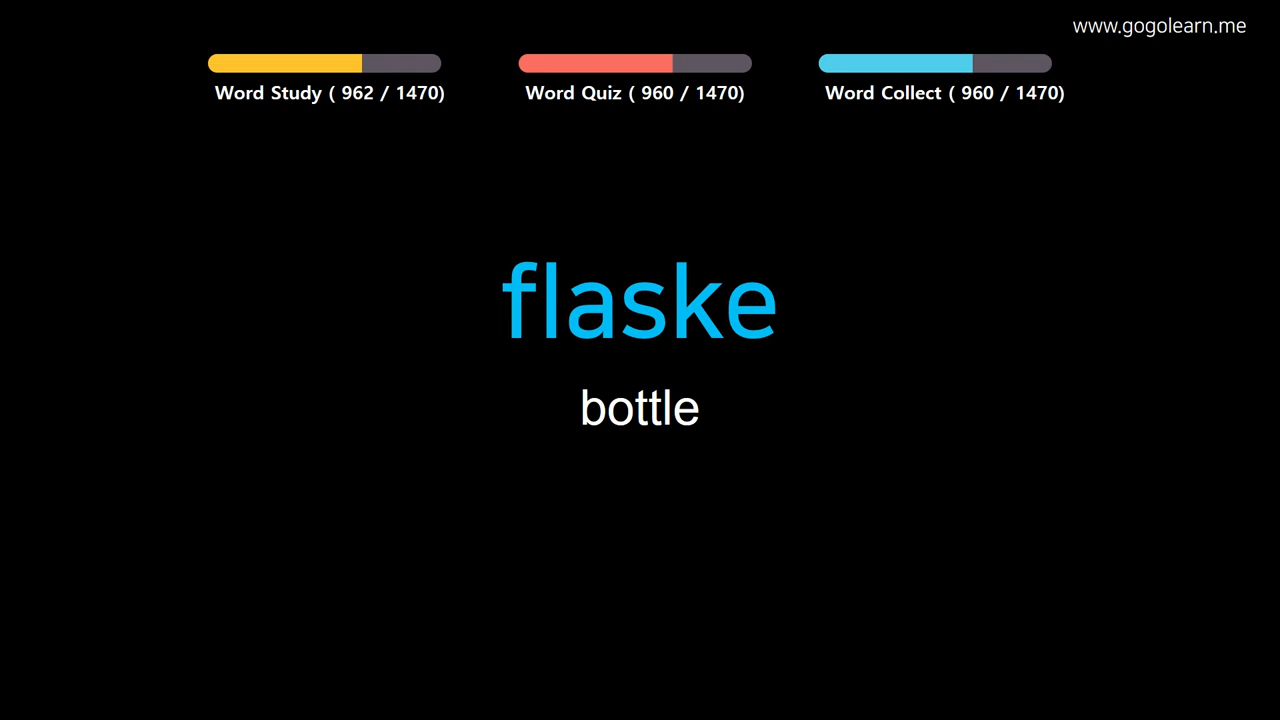 www.gogolearn.me
Word Study ( 962 / 1470)
Word Quiz ( 960 / 1470)
Word Collect ( 960 / 1470)
flaske
bottle